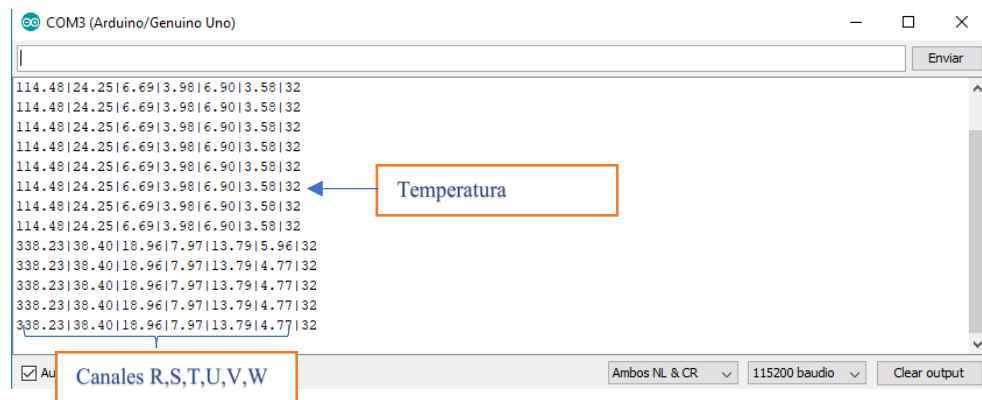 COM3 (Arduino/Genuino Uno)
Enviar
114.48|24.25|6.69|3.98|6.90|3.58|32
114.48|24.25|6.69|3.98|6.90|3.58|32
114.48|24.25|6.69|3.98|6.90|3.58|32
114.48|24.25|6.69|3.98|6.90|3.58|32
114.48|24.25|6.69|3.98|6.90|3.58|32
114.48|24.25|6.69|3.98|6.90|3.58|32
Temperatura
114.48|24.25|6.69|3.98|6.90|3.58|32
114.48|24.25|6.69|3.98|6.90|3.58|32
338.23|38.40|18.96|7.97|13.79|5.96|32
338.23|38.40|18.96|7.97|13.79|4.77|32
338.23|38.40|18.96|7.97|13.79|4.77|32
338.23|38.40|18.96|7.97|13.79|4.77|32
338.23|38.40|18.96|7.97|13.79|4.77|32
Canales R,S,T,U,V,W
Ambos NL & CR
115200 baudio
Clear output